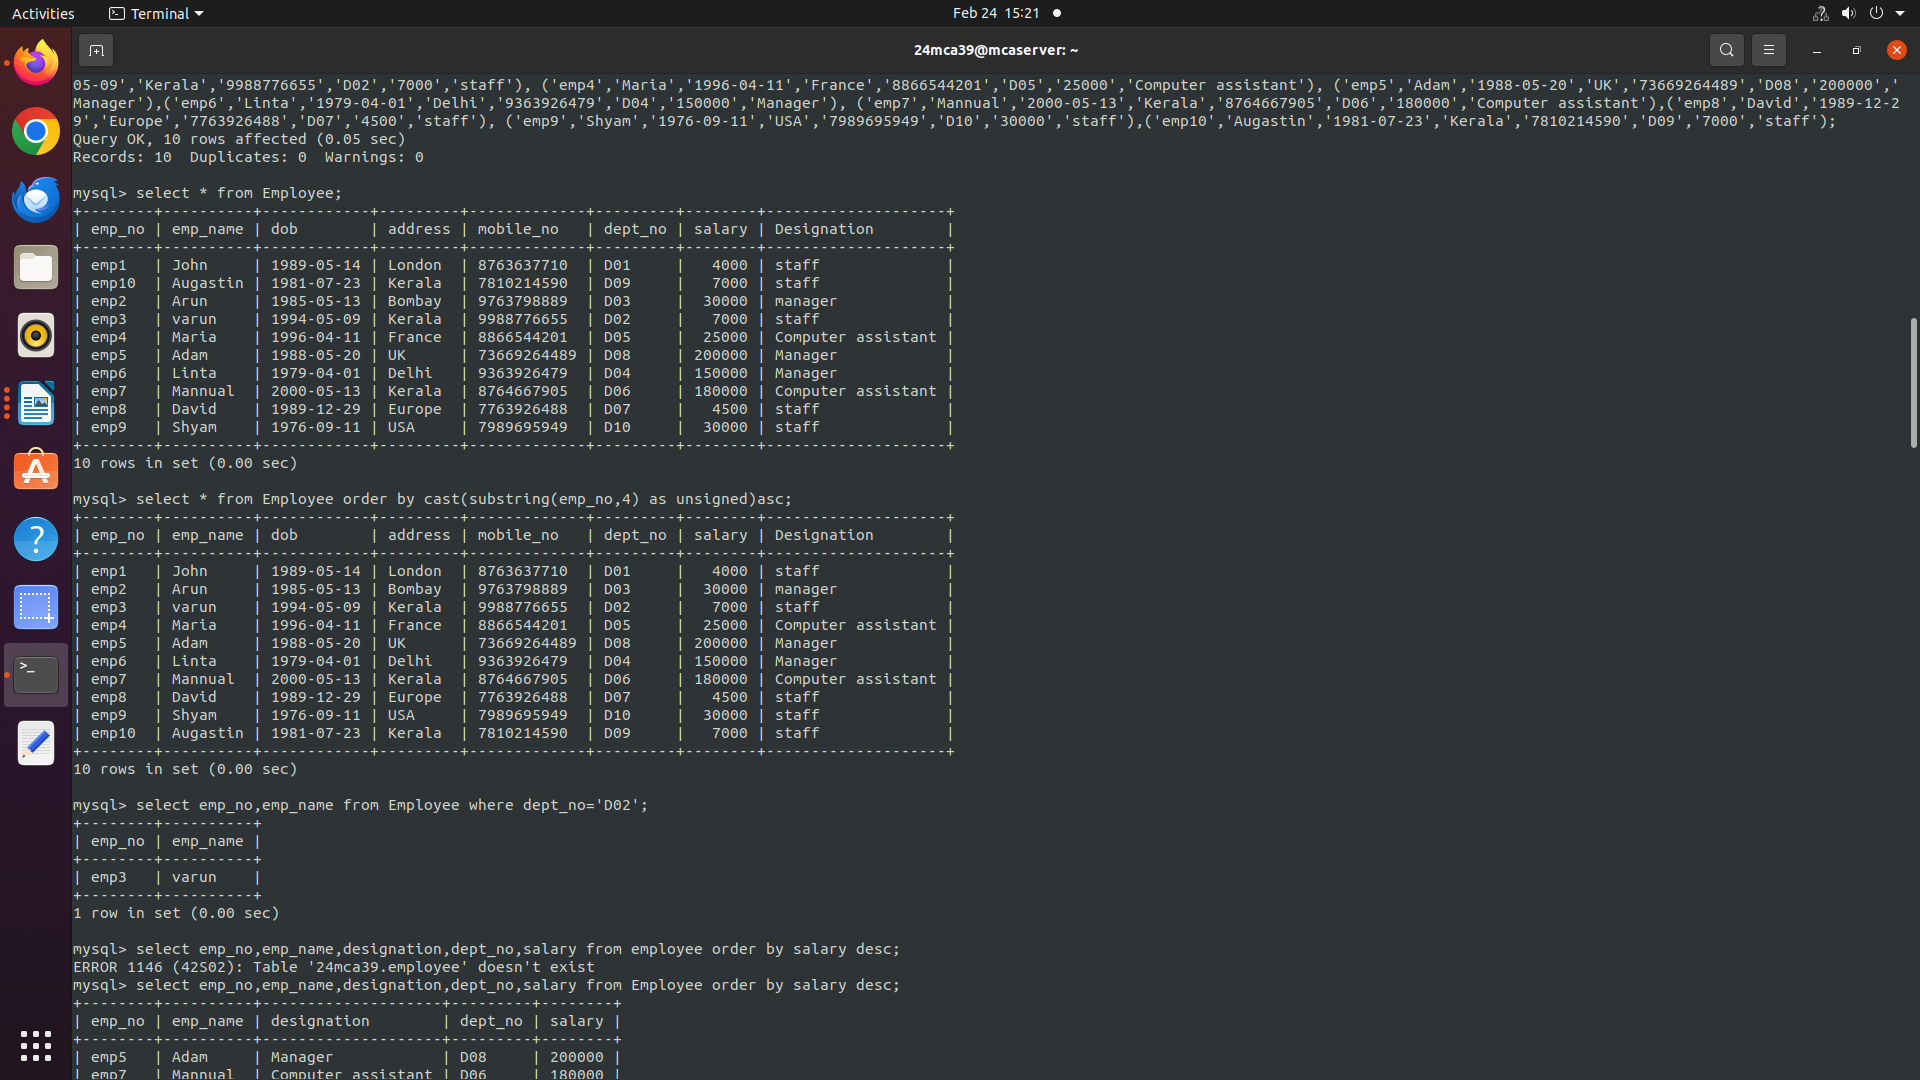 Activities
Terminal
Feb 24 15:21
24mca39@mcaserver: ~
05-09','Kerala','9988776655','D02','7000','staff'), ('emp4','Maria','1996-04-11','France','8866544201','D05','25000','Computer assistant'), ('emp5','Adam','1988-05-20','UK','73669264489','D08','200000','
Manager'),('emp6','Linta','1979-04-01','Delhi','9363926479','D04','150000','Manager'), ('emp7','Mannual','2000-05-13','Kerala','8764667905','D06','180000','Computer assistant'),('emp8','David','1989-12-2
9','Europe','7763926488','D07','4500','staff'), ('emp9','Shyam','1976-09-11','USA','7989695949','D10','30000','staff'),('emp10','Augastin','1981-07-23','Kerala','7810214590','D09','7000','staff');
Query OK, 10 rows affected (0.05 sec)
Records: 10  Duplicates: 0  Warnings: 0
mysql> select * from Employee;
+--------+----------+------------+---------+-------------+---------+--------+--------------------+
| emp_no | emp_name | dob        | address | mobile_no   | dept_no | salary | Designation        |
+--------+----------+------------+---------+-------------+---------+--------+--------------------+
| emp1   | John     | 1989-05-14 | London  | 8763637710  | D01     |   4000 | staff              |
| emp10  | Augastin | 1981-07-23 | Kerala  | 7810214590  | D09     |   7000 | staff              |
| emp2   | Arun     | 1985-05-13 | Bombay  | 9763798889  | D03     |  30000 | manager            |
| emp3   | varun    | 1994-05-09 | Kerala  | 9988776655  | D02     |   7000 | staff              |
| emp4   | Maria    | 1996-04-11 | France  | 8866544201  | D05     |  25000 | Computer assistant |
| emp5   | Adam     | 1988-05-20 | UK      | 73669264489 | D08     | 200000 | Manager            |
| emp6   | Linta    | 1979-04-01 | Delhi   | 9363926479  | D04     | 150000 | Manager            |
| emp7   | Mannual  | 2000-05-13 | Kerala  | 8764667905  | D06     | 180000 | Computer assistant |
| emp8   | David    | 1989-12-29 | Europe  | 7763926488  | D07     |   4500 | staff              |
| emp9   | Shyam    | 1976-09-11 | USA     | 7989695949  | D10     |  30000 | staff              |
+--------+----------+------------+---------+-------------+---------+--------+--------------------+
10 rows in set (0.00 sec)
mysql> select * from Employee order by cast(substring(emp_no,4) as unsigned)asc;
+--------+----------+------------+---------+-------------+---------+--------+--------------------+
| emp_no | emp_name | dob        | address | mobile_no   | dept_no | salary | Designation        |
+--------+----------+------------+---------+-------------+---------+--------+--------------------+
| emp1   | John     | 1989-05-14 | London  | 8763637710  | D01     |   4000 | staff              |
| emp2   | Arun     | 1985-05-13 | Bombay  | 9763798889  | D03     |  30000 | manager            |
| emp3   | varun    | 1994-05-09 | Kerala  | 9988776655  | D02     |   7000 | staff              |
| emp4   | Maria    | 1996-04-11 | France  | 8866544201  | D05     |  25000 | Computer assistant |
| emp5   | Adam     | 1988-05-20 | UK      | 73669264489 | D08     | 200000 | Manager            |
| emp6   | Linta    | 1979-04-01 | Delhi   | 9363926479  | D04     | 150000 | Manager            |
| emp7   | Mannual  | 2000-05-13 | Kerala  | 8764667905  | D06     | 180000 | Computer assistant |
| emp8   | David    | 1989-12-29 | Europe  | 7763926488  | D07     |   4500 | staff              |
| emp9   | Shyam    | 1976-09-11 | USA     | 7989695949  | D10     |  30000 | staff              |
| emp10  | Augastin | 1981-07-23 | Kerala  | 7810214590  | D09     |   7000 | staff              |
+--------+----------+------------+---------+-------------+---------+--------+--------------------+
10 rows in set (0.00 sec)
mysql> select emp_no,emp_name from Employee where dept_no='D02';
+--------+----------+
| emp_no | emp_name |
+--------+----------+
| emp3   | varun    |
+--------+----------+
1 row in set (0.00 sec)
mysql> select emp_no,emp_name,designation,dept_no,salary from employee order by salary desc;
ERROR 1146 (42S02): Table '24mca39.employee' doesn't exist
mysql> select emp_no,emp_name,designation,dept_no,salary from Employee order by salary desc;
+--------+----------+--------------------+---------+--------+
| emp_no | emp_name | designation        | dept_no | salary |
+--------+----------+--------------------+---------+--------+
| emp5   | Adam     | Manager            | D08     | 200000 |
| emp7   | Mannual  | Computer assistant | D06     | 180000 |